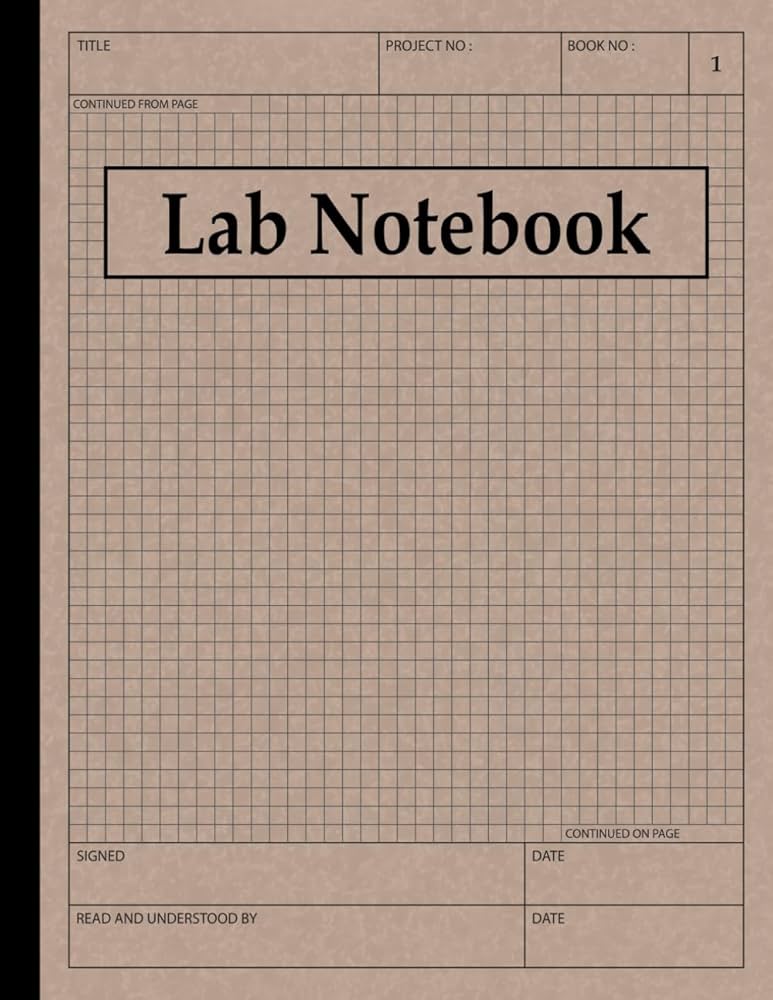 TITLE PROJECT NO : BOOK NO : 1
CONTINUED FROM PAGE
Lab Notebook
CONTINUED ON PAGE
SIGNED DATE
READ AND UNDERSTOOD BY DATE